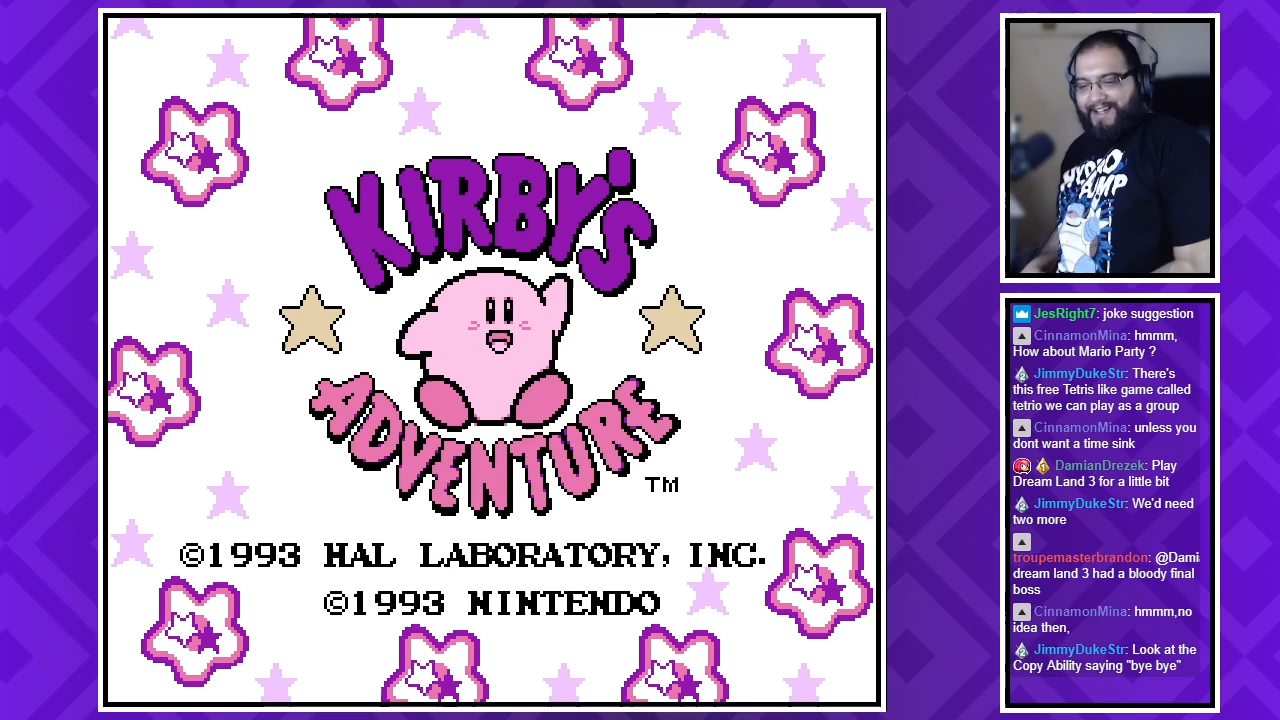 KIRBY'S
ADVENTURE
TM
©1993 HAL LABORATORY, INC.
©1993 NINTENDO
HYDRO
PUMP
JesRight7: joke suggestion
CinnamonMina: hmmm,
How about Mario Party ?
JimmyDukeStr: There's
this free Tetris like game called
tetrio we can play as a group
CinnamonMina: unless you
dont want a time sink
DamianDrezek: Play
Dream Land 3 for a little bit
JimmyDukeStr: We'd need
two more
troupemasterbrandon: @Dami
dream land 3 had a bloody final
boss
CinnamonMina: hmmm,no
idea then,
JimmyDukeStr: Look at the
Copy Ability saying "bye bye"